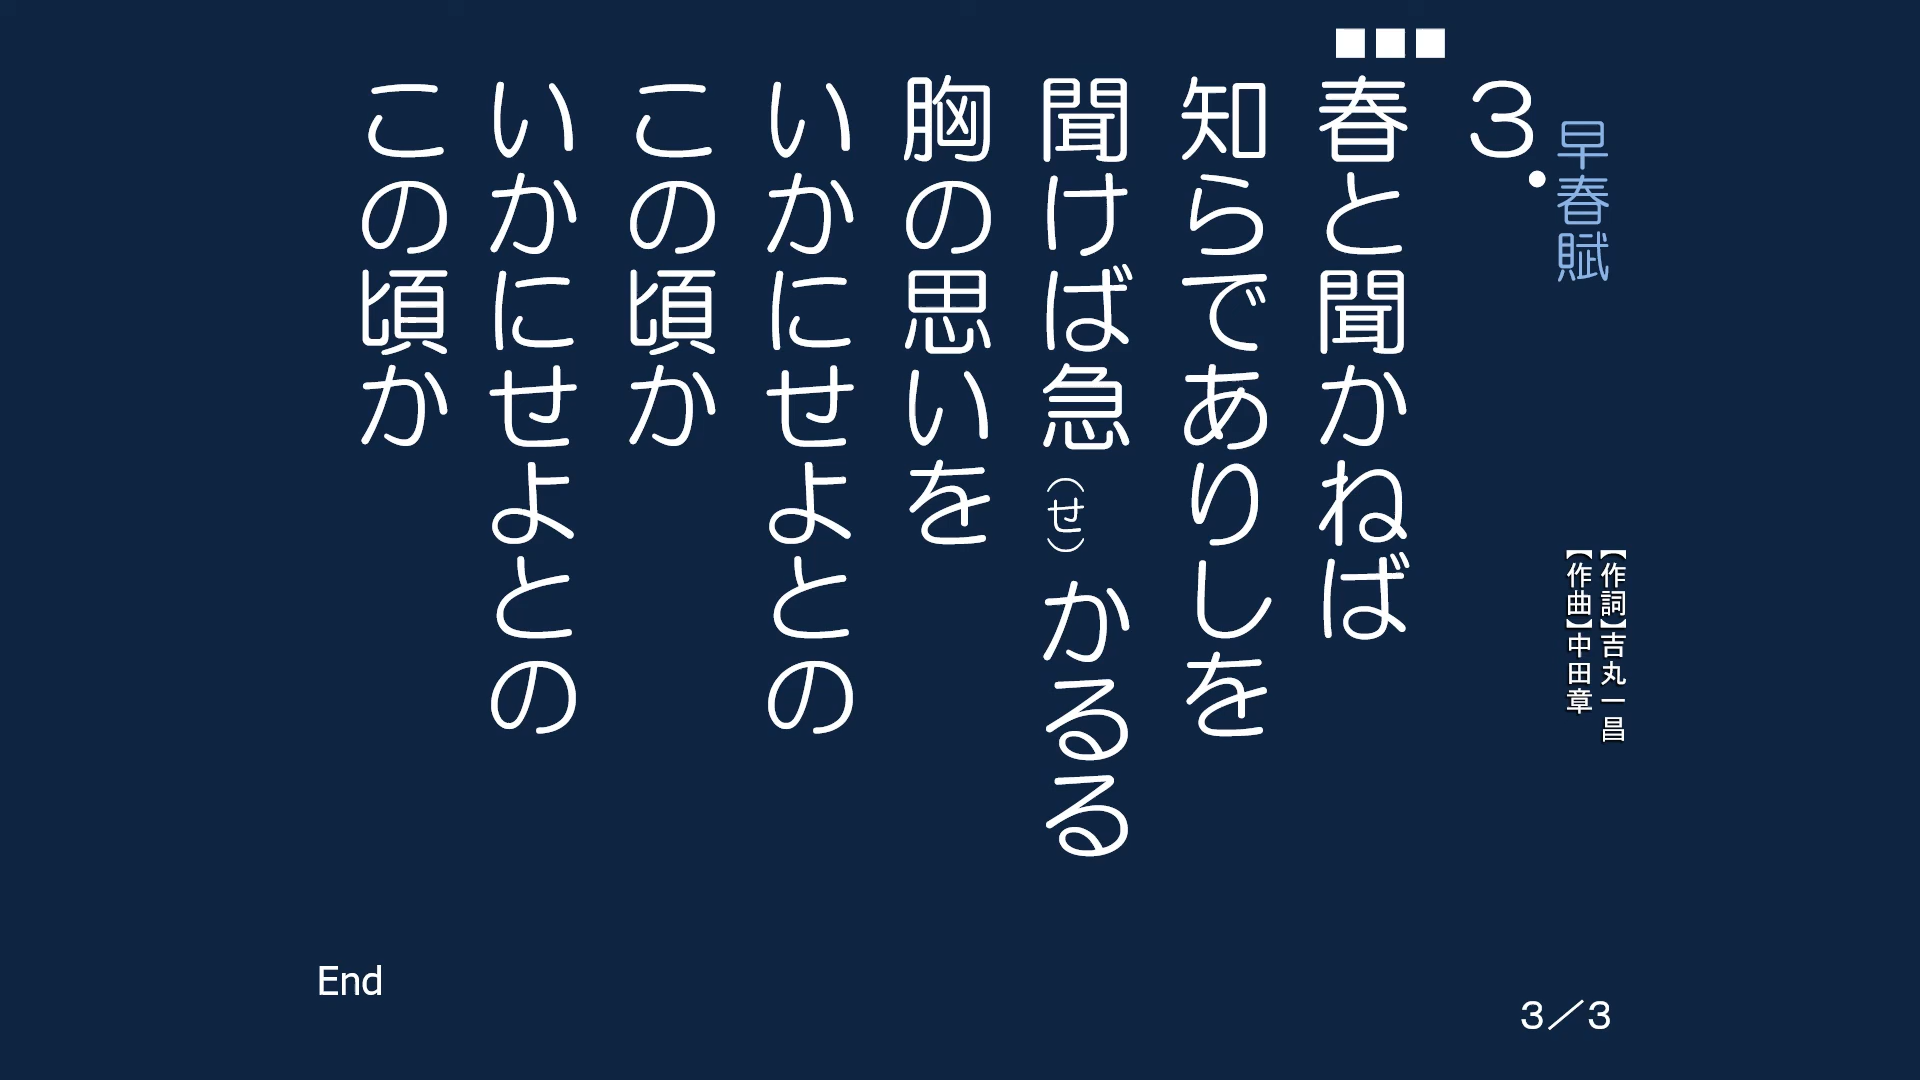 早春賦
【作詞】吉丸一昌
【作曲】中田章
■■■
3.
春と聞かねば
知らでありしを
聞けば急(せ)かるる
胸の思いを
いかにせよとの
この頃か
いかにせよとの
この頃か
End
3／3